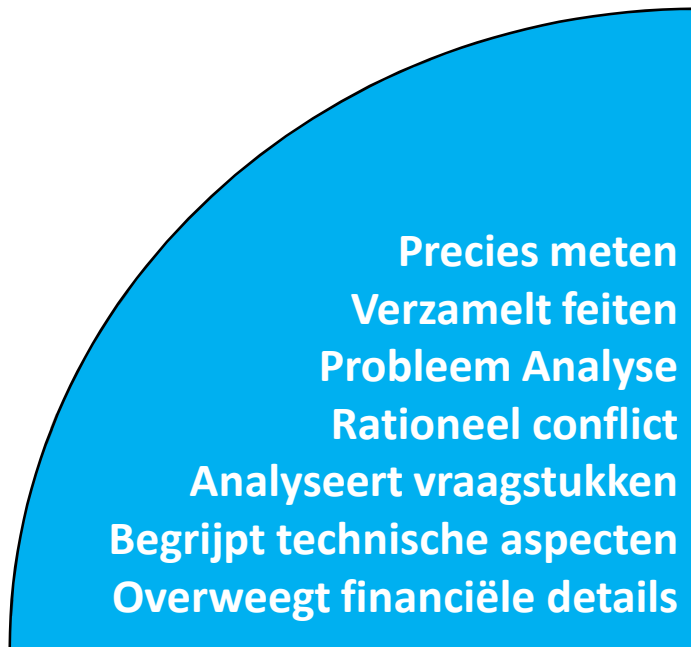 Precies meten
Verzamelt feiten
Probleem Analyse
Rationeel conflict
Analyseert vraagstukken
Begrijpt technische aspecten
Overweegt financiële details